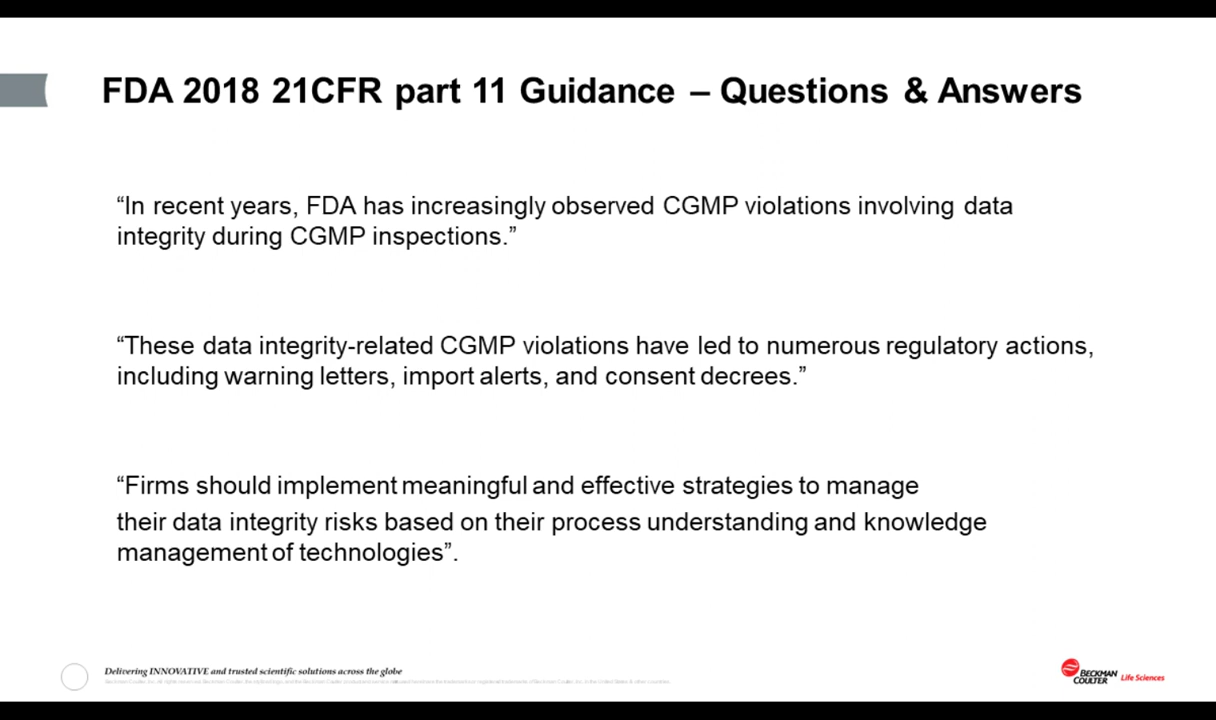 FDA 2018 21CFR part 11 Guidance – Questions & Answers
“In recent years, FDA has increasingly observed CGMP violations involving data
integrity during CGMP inspections.”
“These data integrity-related CGMP violations have led to numerous regulatory actions,
including warning letters, import alerts, and consent decrees.”
“Firms should implement meaningful and effective strategies to manage
their data integrity risks based on their process understanding and knowledge
management of technologies”.
Delivering INNOVATIVE and trusted scientific solutions across the globe
BECKMAN
COULTER Life Sciences